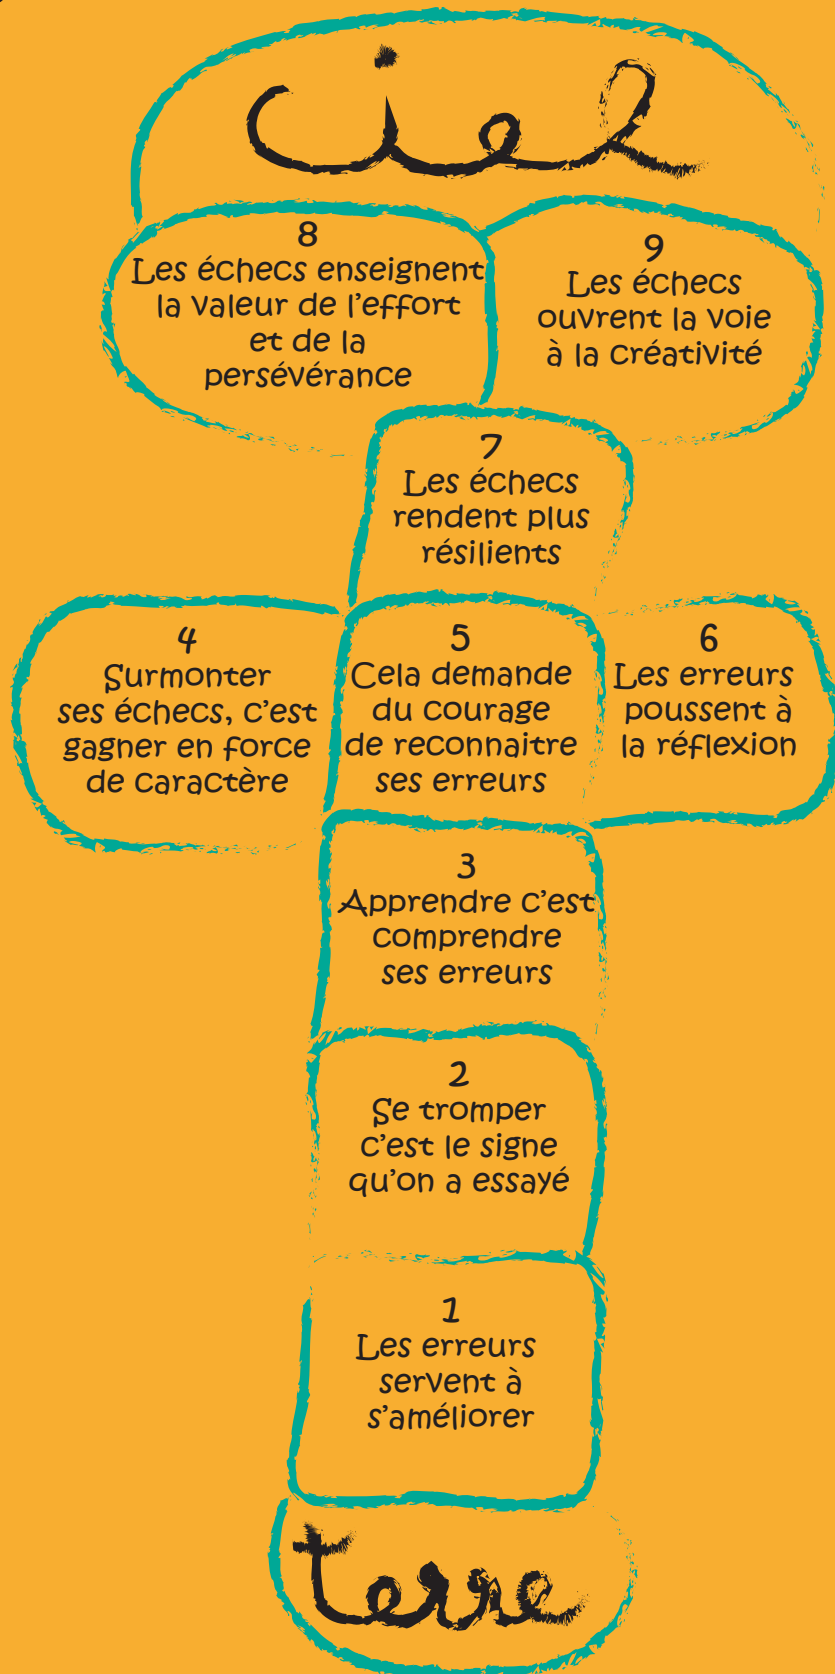 ciel
8
Les échecs enseignent
la valeur de l'effort
et de la
persévérance
9
Les échecs
ouvrent la voie
à la créativité
7
Les échecs
rendent plus
résilients
4
Surmonter
ses échecs, c'est
gagner en force
de caractère
5
Cela demande
du courage
de reconnaitre
ses erreurs
6
Les erreurs
poussent à
la réflexion
3
Apprendre c'est
comprendre
ses erreurs
2
Se tromper
c'est le signe
qu'on a essayé
1
Les erreurs
servent à
s'améliorer
terre